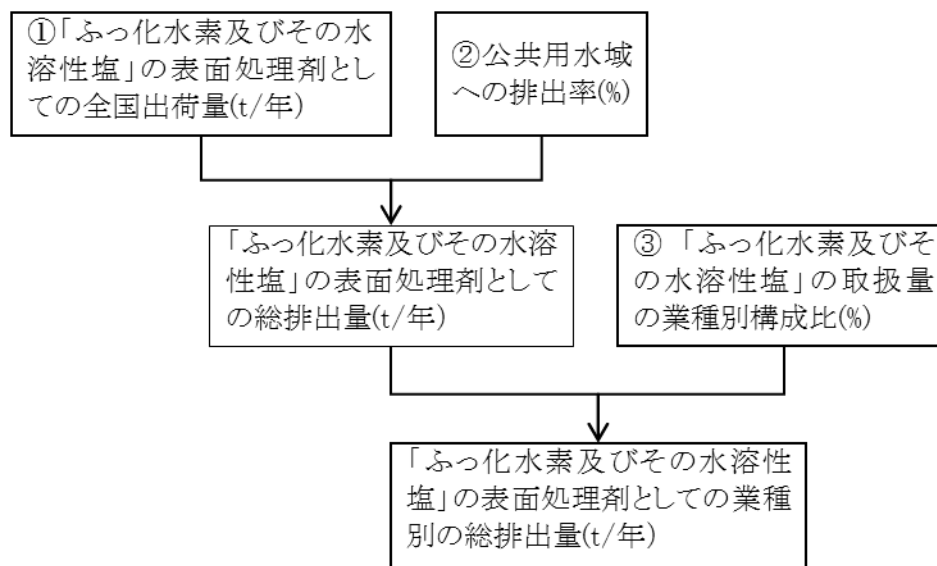 ①「ふっ化水素及びその水
溶性塩」の表面処理剤とし
ての全国出荷量(t/年)
②公共用水域
への排出率(%)
「ふっ化水素及びその水溶
性塩」の表面処理剤として
の総排出量(t/年)
③「ふっ化水素及びそ
の水溶性塩」の取扱量
の業種別構成比(%)
「ふっ化水素及びその水溶性
塩」の表面処理剤としての業種
別の総排出量(t/年)